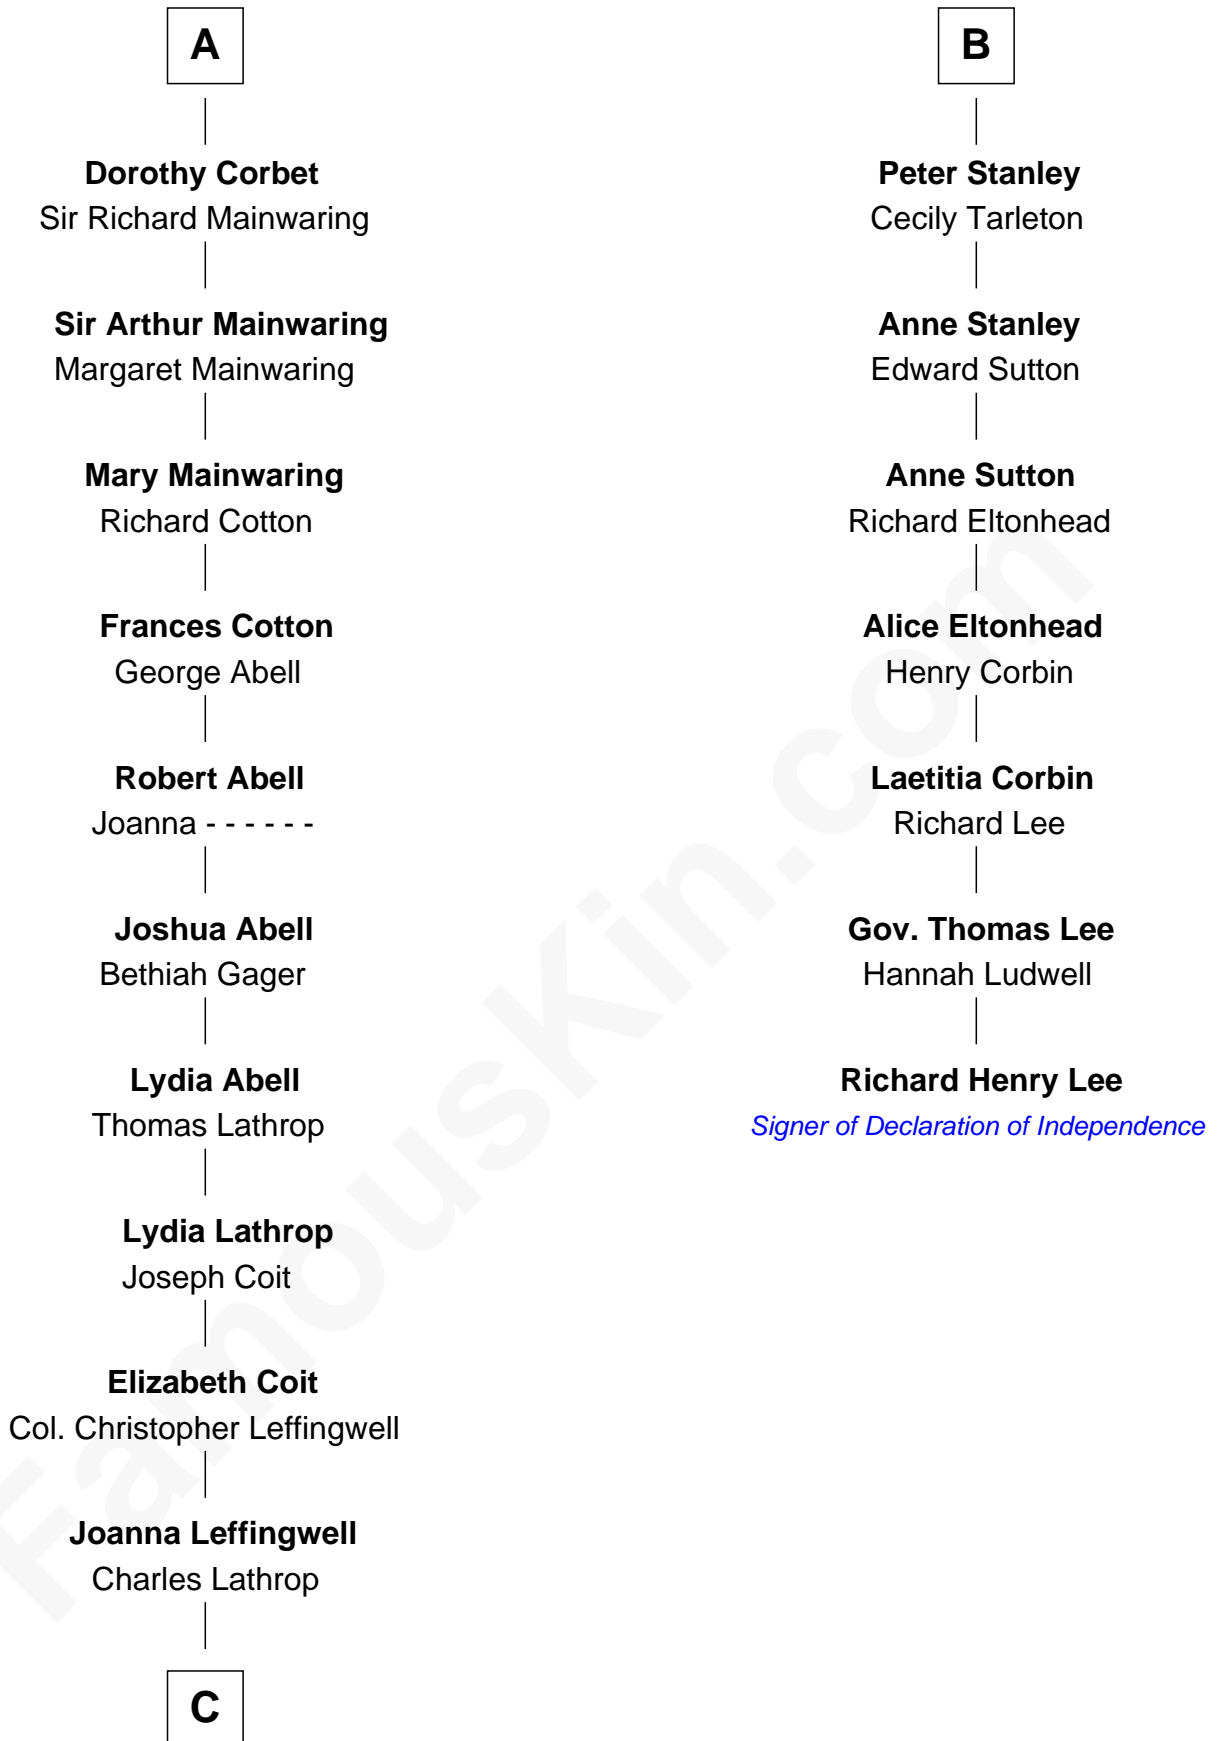 A
Dorothy Corbet
Sir Richard Mainwaring
Sir Arthur Mainwaring
Margaret Mainwaring
Mary Mainwaring
Richard Cotton
Frances Cotton
George Abell
Robert Abell
Joanna - - - - - -
Joshua Abell
Bethiah Gager
Lydia Abell
Thomas Lathrop
Lydia Lathrop
Joseph Coit
Elizabeth Coit
Col. Christopher Leffingwell
Joanna Leffingwell
Charles Lathrop
C
B
Peter Stanley
Cecily Tarleton
Anne Stanley
Edward Sutton
Anne Sutton
Richard Eltonhead
Alice Eltonhead
Henry Corbin
Laetitia Corbin
Richard Lee
Gov. Thomas Lee
Hannah Ludwell
Richard Henry Lee
Signer of Declaration of Independence
FamousKin.com